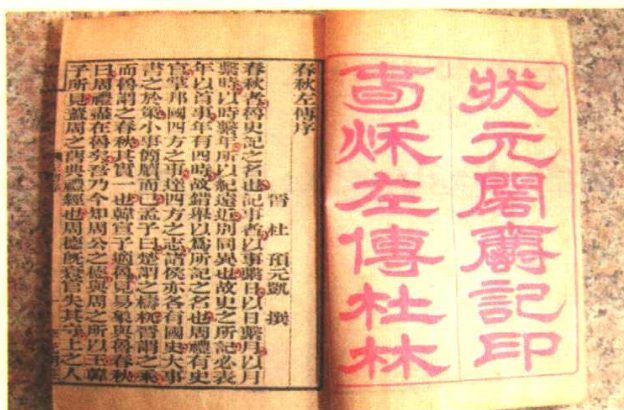 狀元閣爵記印
旾秋左傳杜林
春秋左傳序
晉 杜 預元凱 撰
春秋者魯史記之名也記事者以事繫日以日繫月以月
繫時以時繫年所以紀遠近別同異也故史之所記必表
年以首事年有四時故錯舉以爲所記之名也周禮有史
官掌邦國四方之事達四方之志諸侯亦各有國史大事
書之於策小事簡牘而已孟子曰楚謂之檮杌晉謂之乘
而魯謂之春秋其實一也韓宣子適魯見易象與魯春秋
曰周禮盡在魯矣吾乃今知周公之德與周之所以王韓
子所見蓋周之舊典禮經也周德既衰官失其守上之人